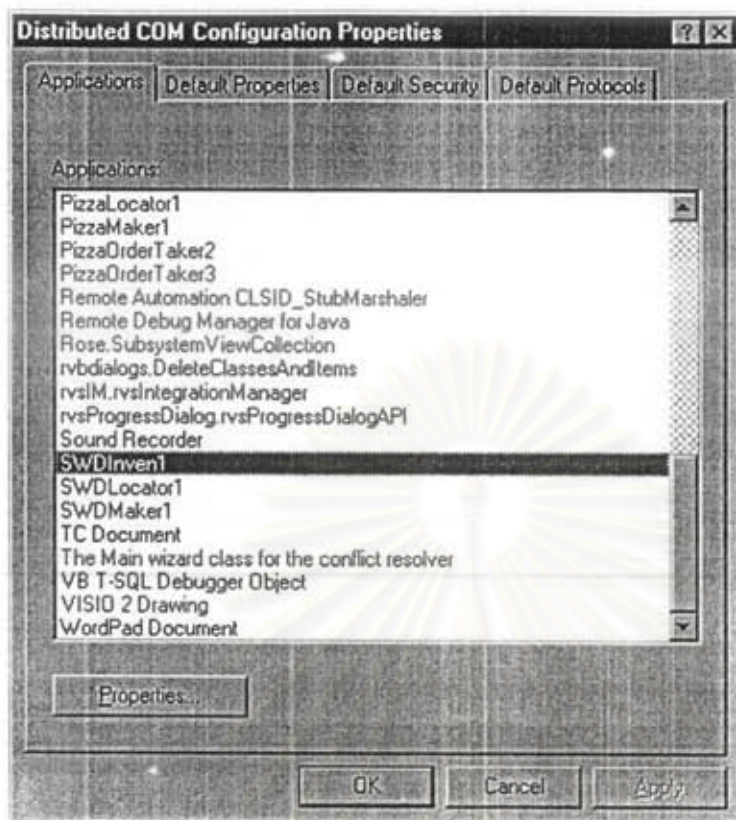 Distributed COM Configuration Properties
Applications Default Properties Default Security Default Protocols
Applications:
PizzaLocator1
PizzaMaker1
PizzaOrderTaker2
PizzaOrderTaker3
Remote Automation CLSID_StubMarshaler
Remote Debug Manager for Java
Rose.SubsystemViewCollection
rvbdialogs.DeleteClassesAndItems
rvsIM.rvsIntegrationManager
rvsProgressDialog.rvsProgressDialogAPI
Sound Recorder
SWDInven1
SWDLocator1
SWDMaker1
TC Document
The Main wizard class for the conflict resolver
VB T-SQL Debugger Object
VISIO 2 Drawing
WordPad Document
Properties...
OK Cancel Apply